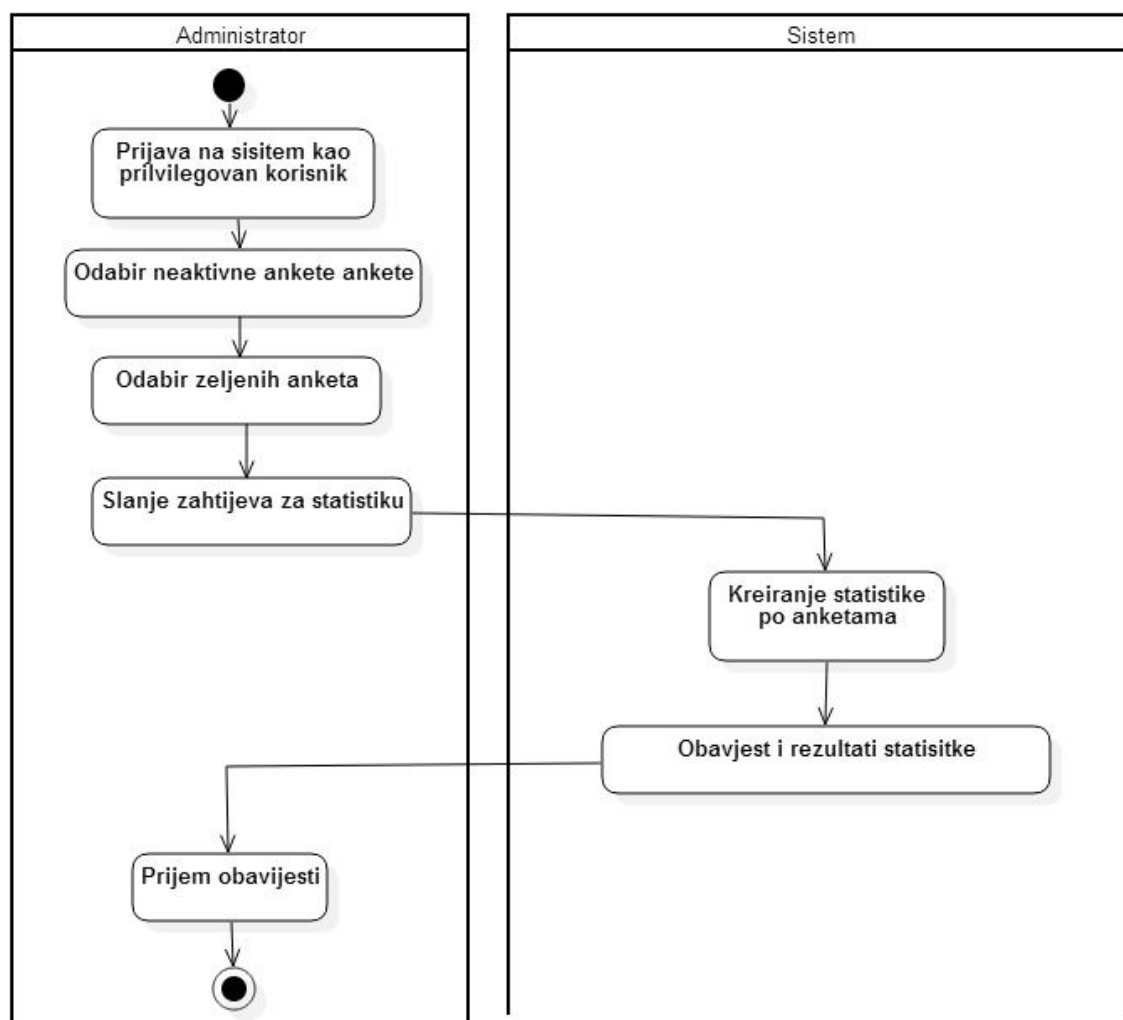 Administrator
Sistem
Prijava na sisitem kao
prilvilegovan korisnik
Odabir neaktivne ankete ankete
Odabir zeljenih anketa
Slanje zahtijeva za statistiku
Kreiranje statistike
po anketama
Obavjest i rezultati statisitke
Prijem obavijesti